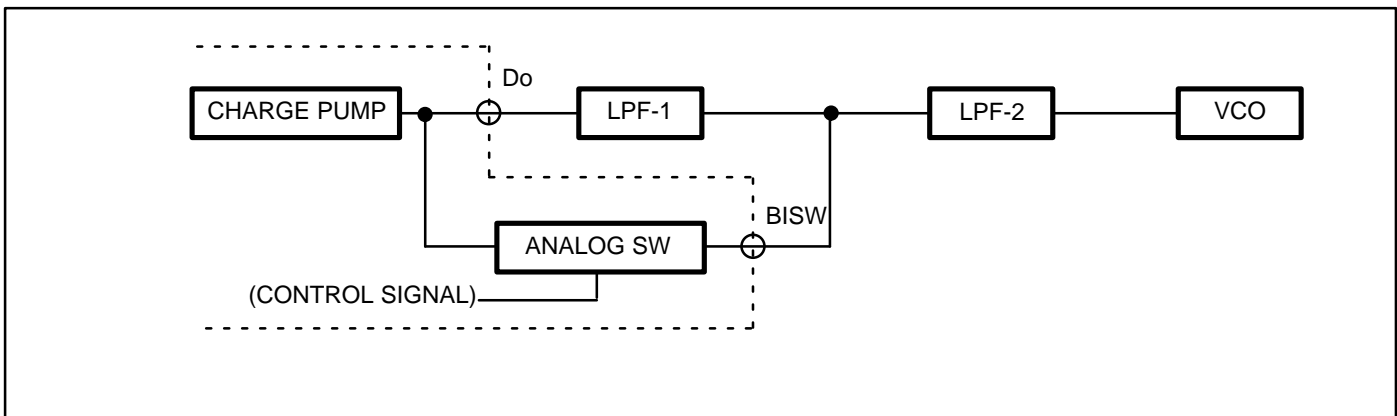 Do
CHARGE PUMP
LPF-1
LPF-2
VCO
BISW
ANALOG SW
(CONTROL SIGNAL)